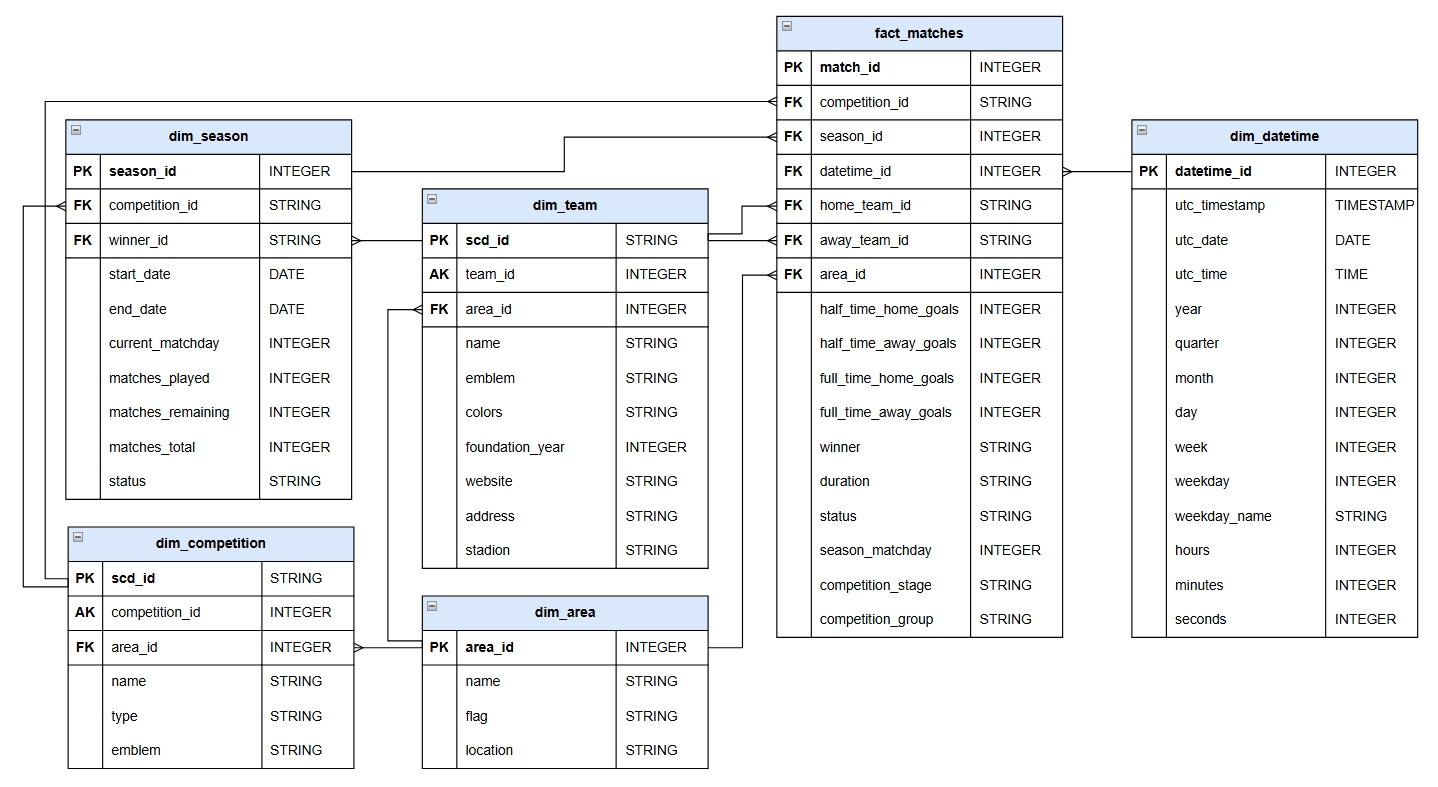 fact_matches
PK match_id INTEGER
FK competition_id STRING
FK season_id INTEGER
FK datetime_id INTEGER
FK home_team_id STRING
FK away_team_id STRING
FK area_id INTEGER
half_time_home_goals INTEGER
half_time_away_goals INTEGER
full_time_home_goals INTEGER
full_time_away_goals INTEGER
winner STRING
duration STRING
status STRING
season_matchday INTEGER
competition_stage STRING
competition_group STRING
dim_season
PK season_id INTEGER
FK competition_id STRING
FK winner_id STRING
start_date DATE
end_date DATE
current_matchday INTEGER
matches_played INTEGER
matches_remaining INTEGER
matches_total INTEGER
status STRING
dim_team
PK scd_id STRING
AK team_id INTEGER
FK area_id INTEGER
name STRING
emblem STRING
colors STRING
foundation_year INTEGER
website STRING
address STRING
stadion STRING
dim_datetime
PK datetime_id INTEGER
utc_timestamp TIMESTAMP
utc_date DATE
utc_time TIME
year INTEGER
quarter INTEGER
month INTEGER
day INTEGER
week INTEGER
weekday INTEGER
weekday_name STRING
hours INTEGER
minutes INTEGER
seconds INTEGER
dim_competition
PK scd_id STRING
AK competition_id INTEGER
FK area_id INTEGER
name STRING
type STRING
emblem STRING
dim_area
PK area_id INTEGER
name STRING
flag STRING
location STRING